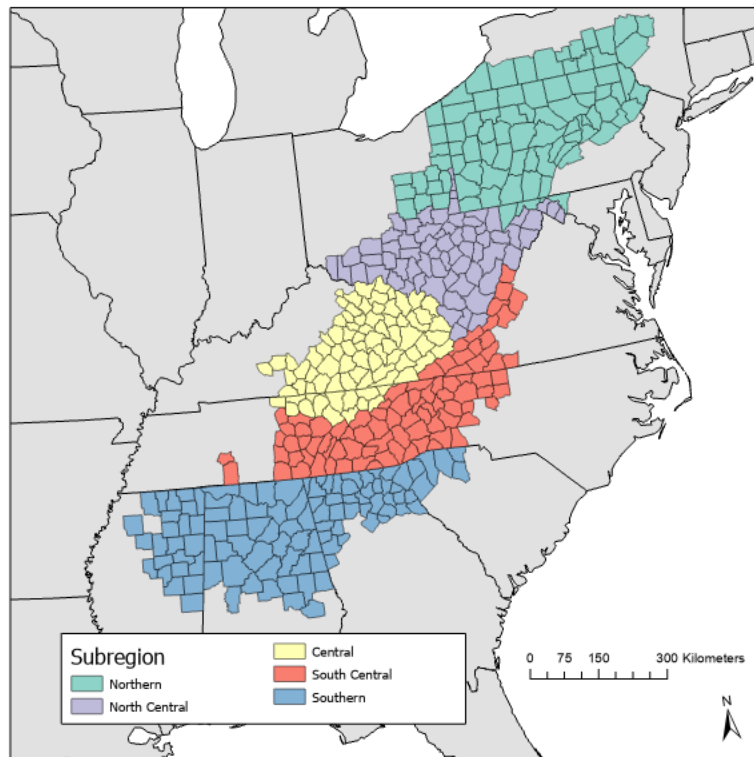 Subregion
Northern
North Central
Central
South Central
Southern
0 75 150 300 Kilometers
N